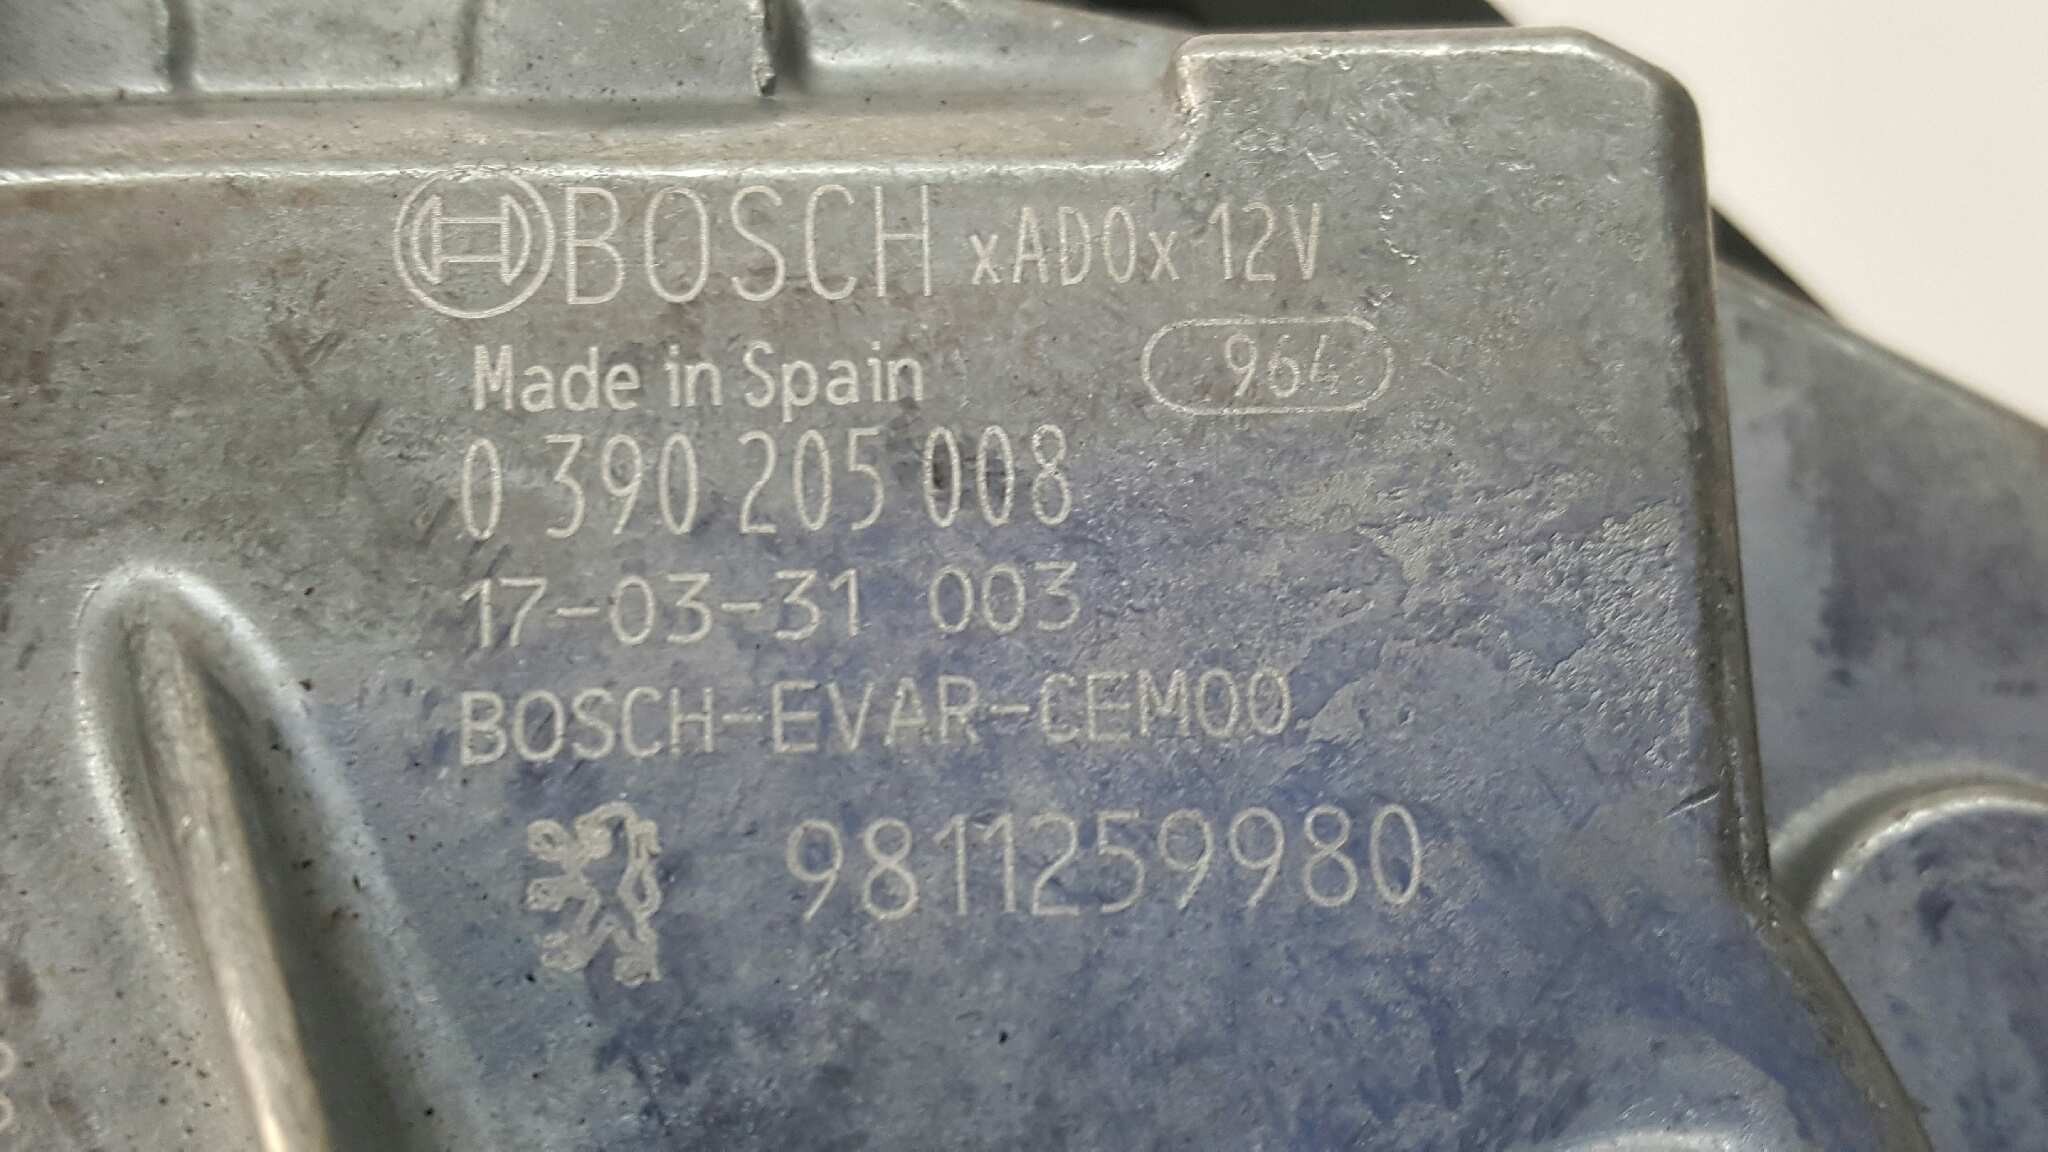 BOSCH xADOx 12V
Made in Spain 964
0 390 205 008
17-03-31 003
BOSCH-EVAR-CEM00
9811259980